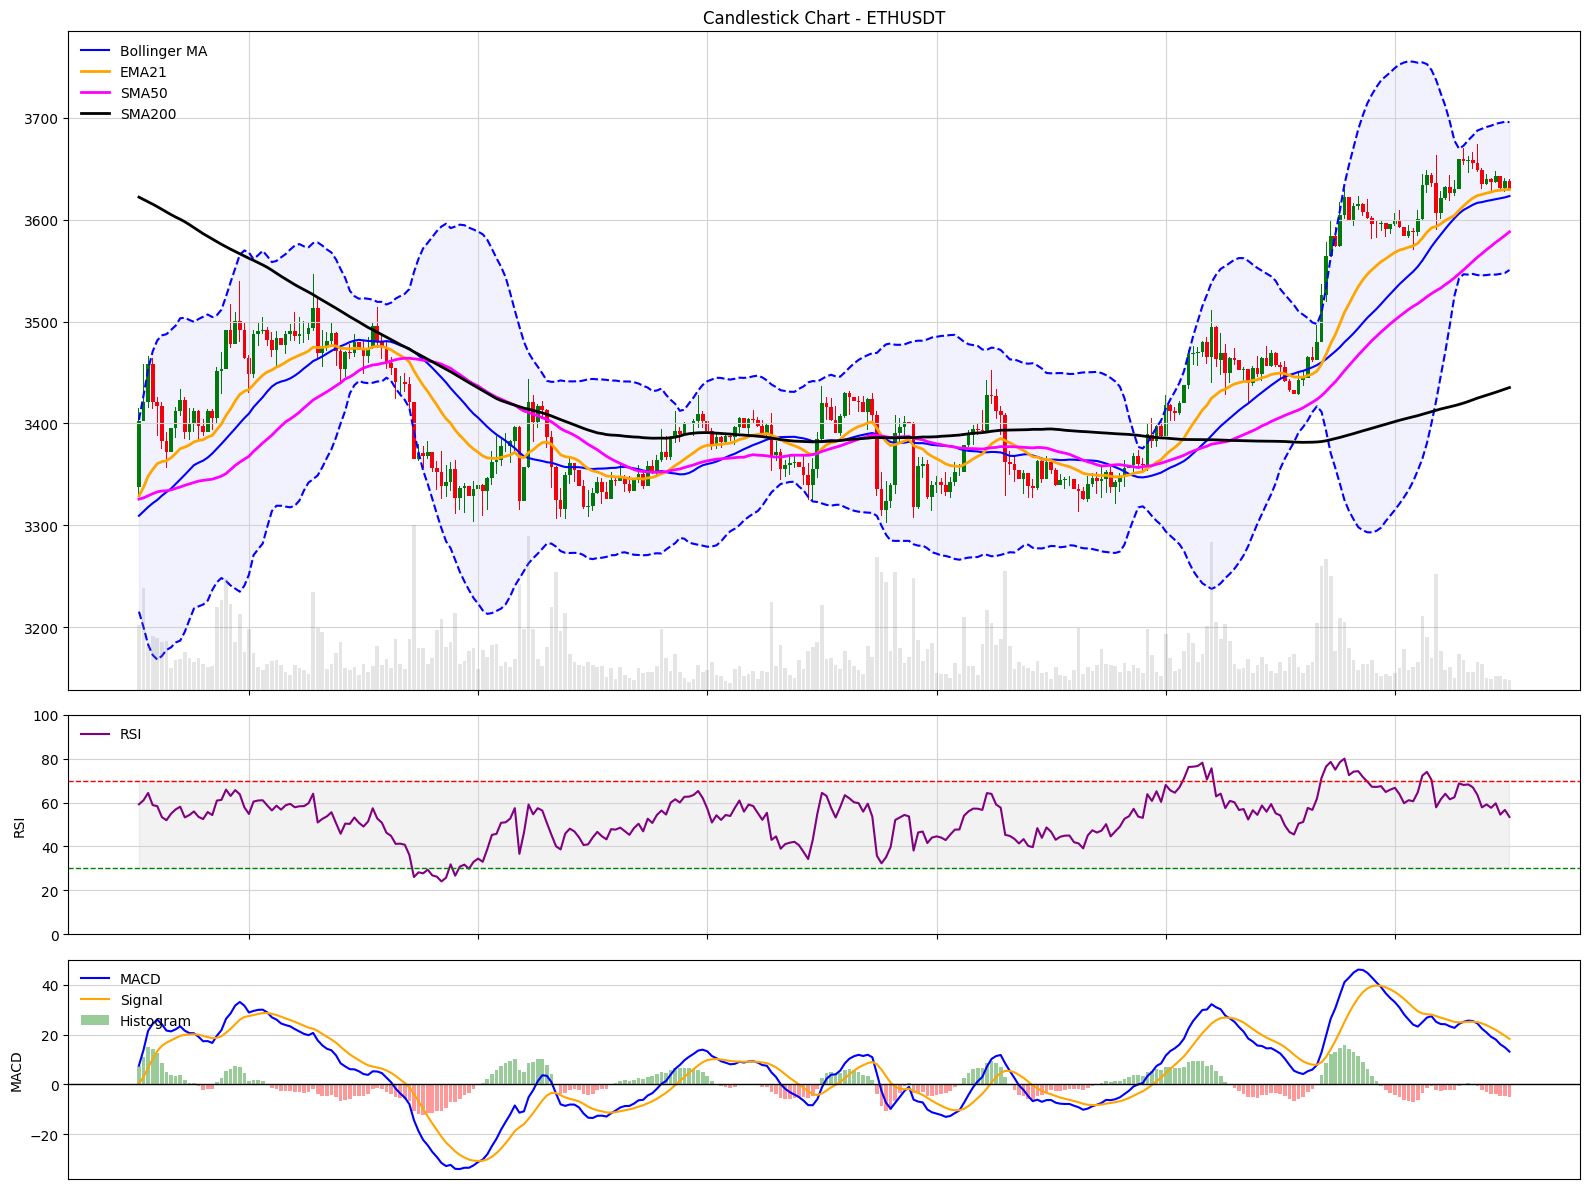 Candlestick Chart - ETHUSDT
Bollinger MA
EMA21
SMA50
SMA200
3700
3600
3500
3400
3300
3200
RSI
100
80
60
40
20
0
RSI
MACD
Signal
Histogram
40
20
0
−20
MACD